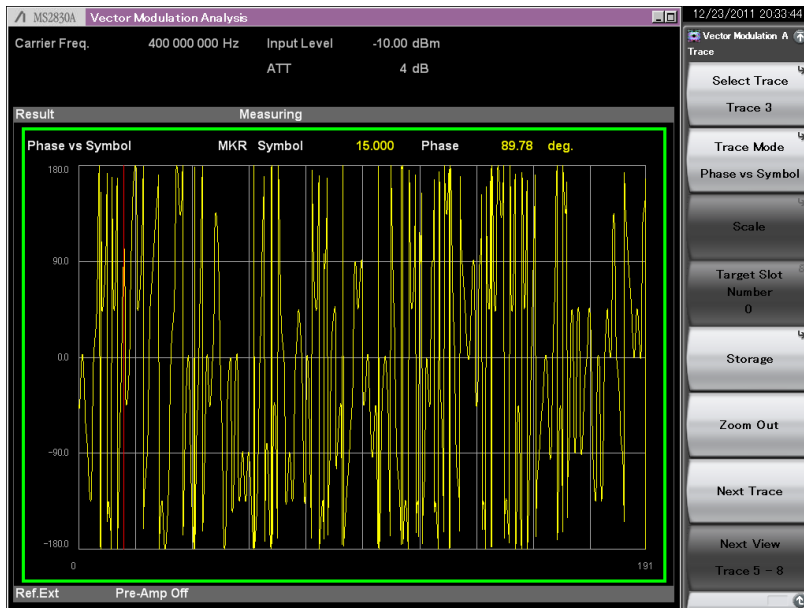 MS2830A Vector Modulation Analysis
12/23/2011 20:33:44
Carrier Freq. 400 000 000 Hz Input Level -10.00 dBm
ATT 4 dB
Result Measuring
Phase vs Symbol MKR Symbol 15.000 Phase 89.78 deg.
180.0
90.0
0.0
-90.0
-180.0
0 191
Ref.Ext Pre-Amp Off
Vector Modulation A
Trace
Select Trace
Trace 3
Trace Mode
Phase vs Symbol
Scale
Target Slot
Number
0
Storage
Zoom Out
Next Trace
Next View
Trace 5 - 8